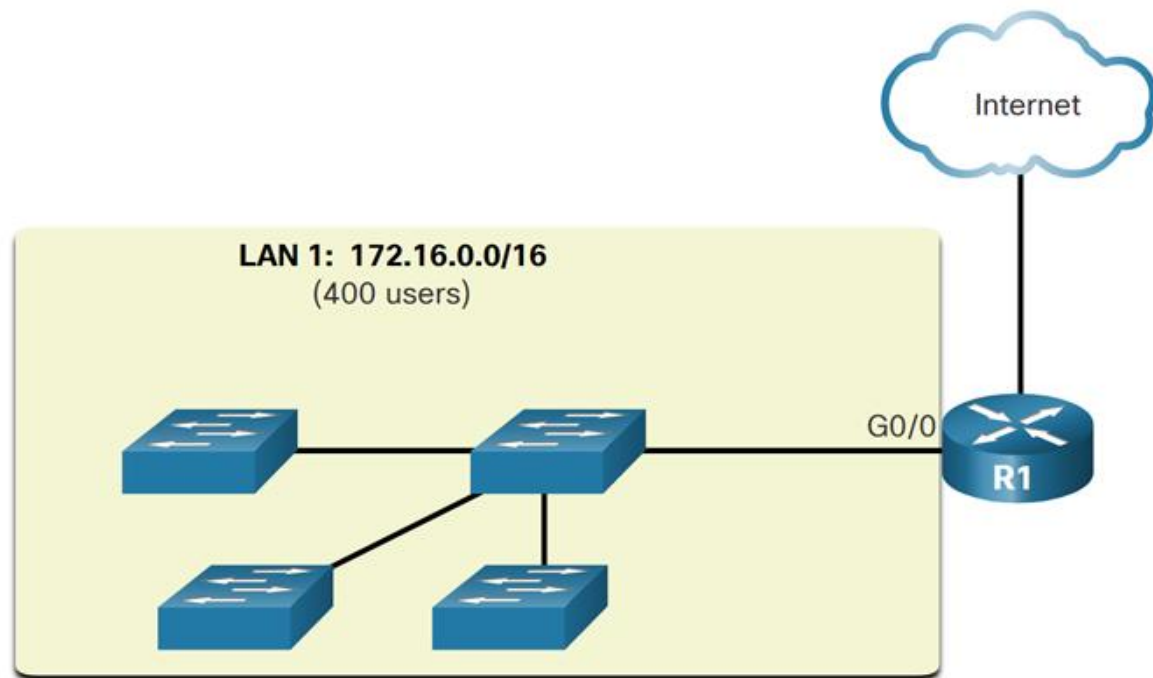 Internet
LAN 1: 172.16.0.0/16
(400 users)
G0/0
R1